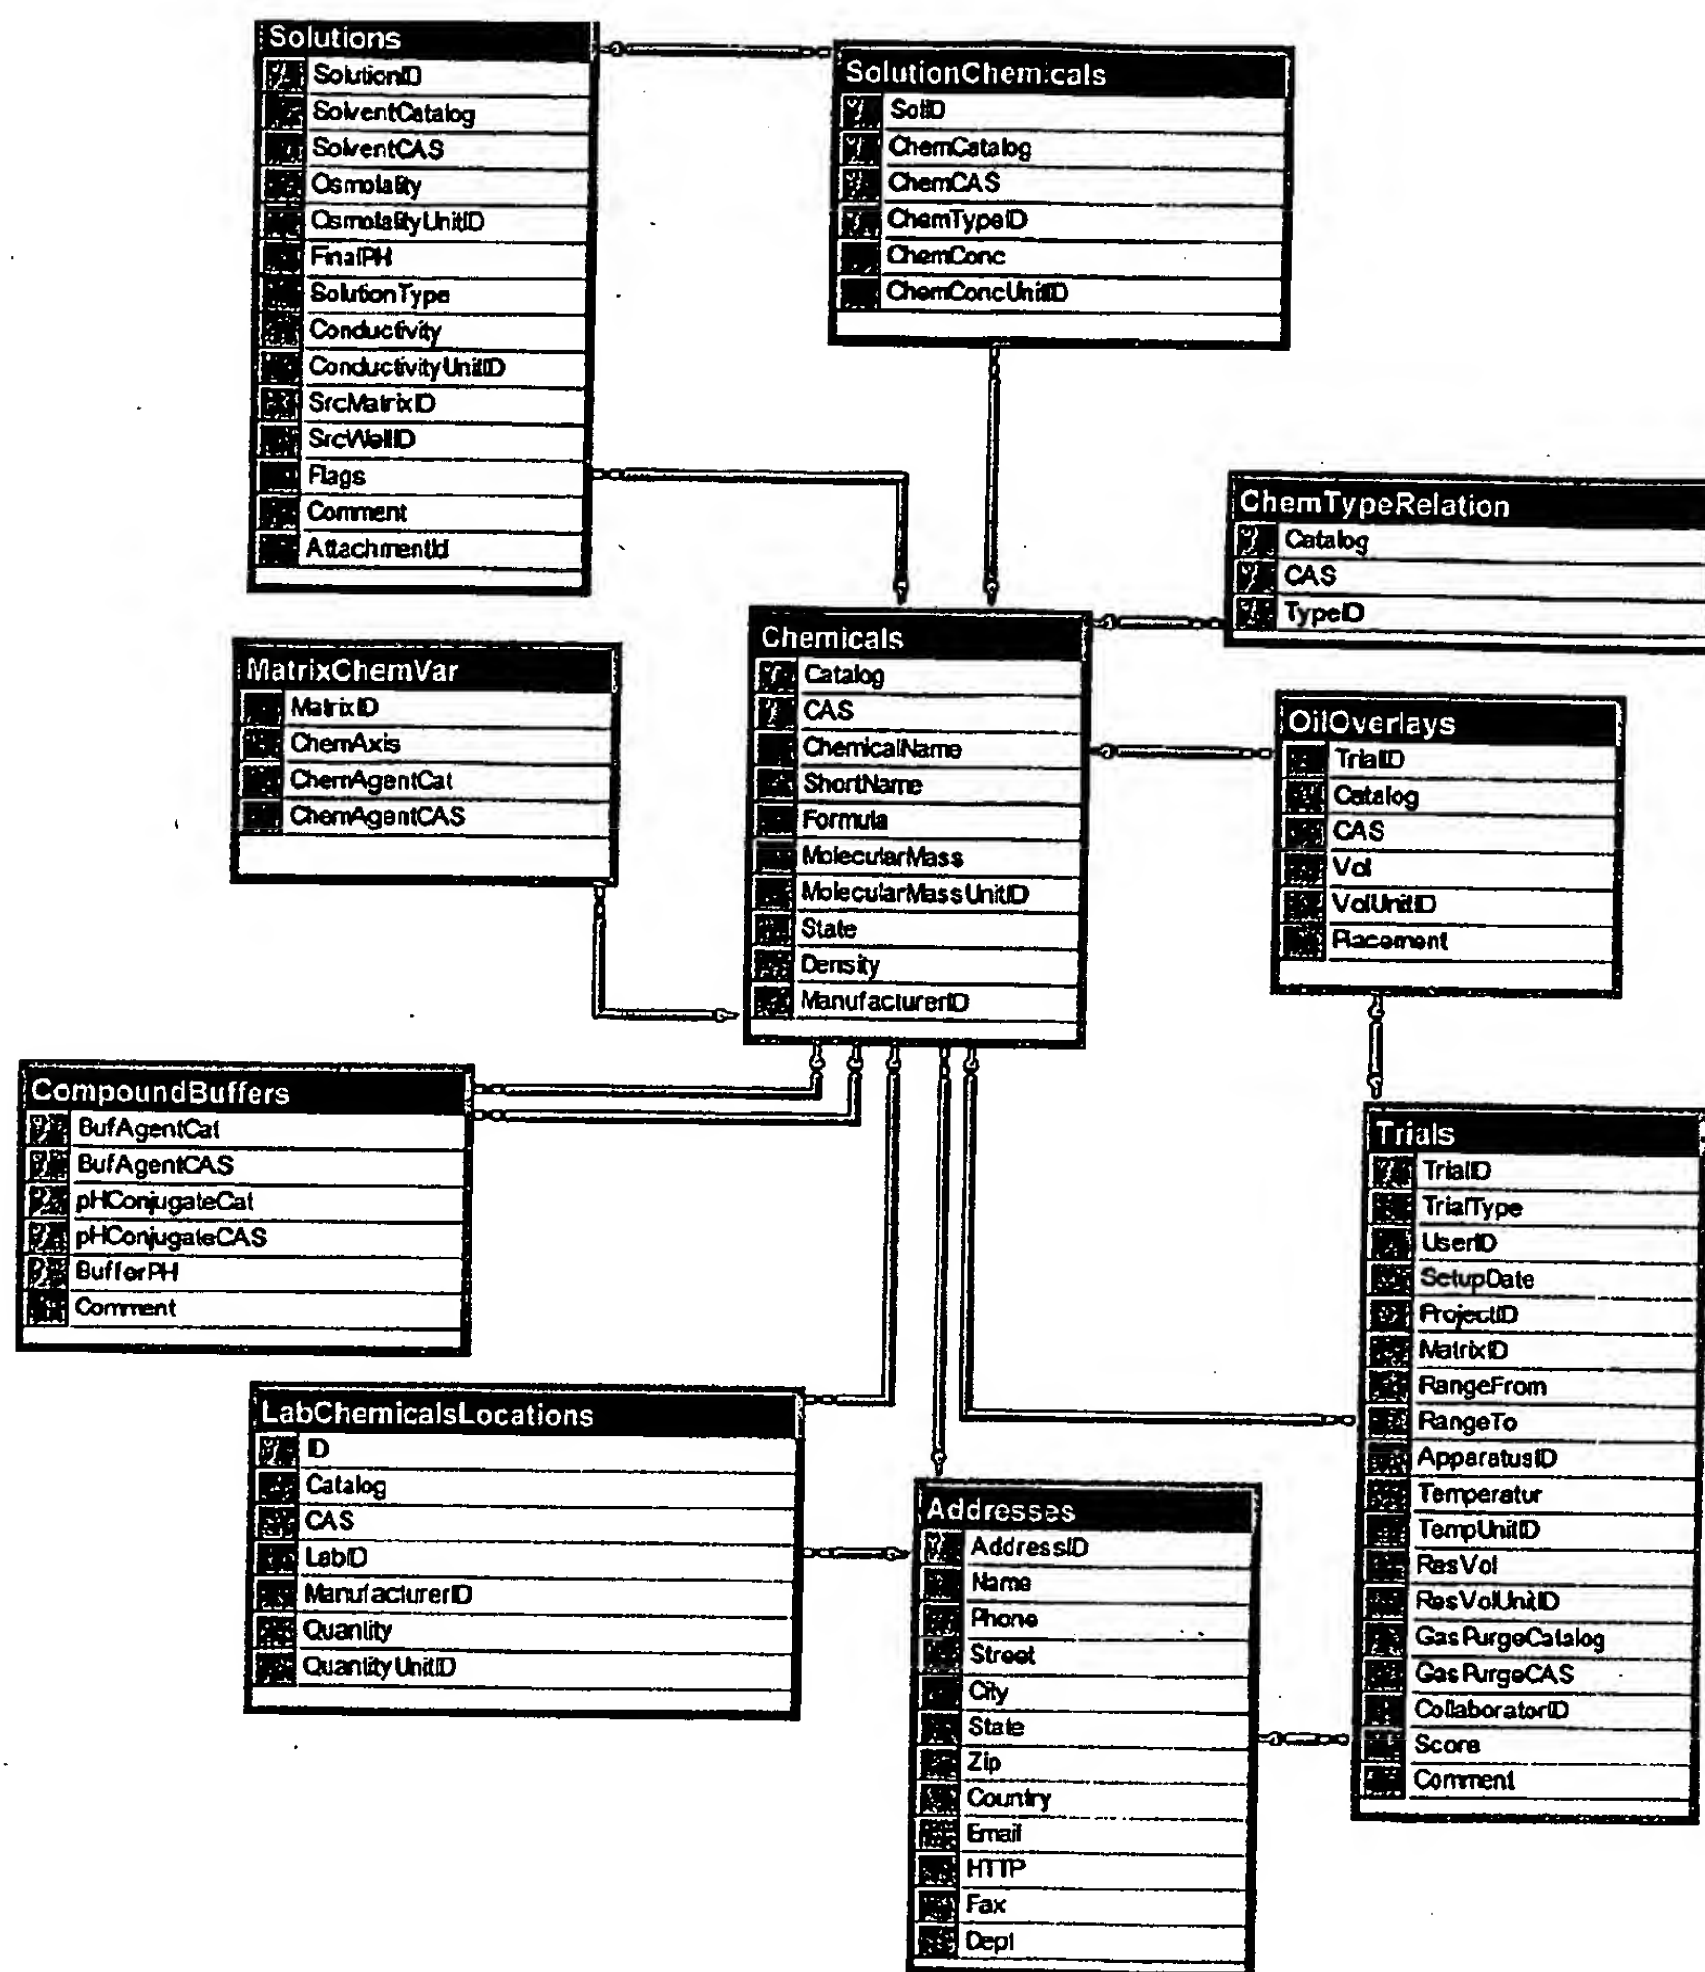 Solutions
SolutionID
SolventCatalog
SolventCAS
Osmolality
OsmolalityUnitID
FinalPH
SolutionType
Conductivity
ConductivityUnitID
SrcMatrixID
SrcWellID
Flags
Comment
AttachmentId
SolutionChemicals
SolID
ChemCatalog
ChemCAS
ChemTypeID
ChemConc
ChemConcUnitID
ChemTypeRelation
Catalog
CAS
TypeID
MatrixChemVar
MatrixID
ChemAxis
ChemAgentCat
ChemAgentCAS
Chemicals
Catalog
CAS
ChemicalName
ShortName
Formula
MolecularMass
MolecularMassUnitID
State
Density
ManufacturerID
OilOverlays
TrialID
Catalog
CAS
Vol
VolUnitID
Placement
CompoundBuffers
BufAgentCat
BufAgentCAS
pHConjugateCat
pHConjugateCAS
BufferPH
Comment
Trials
TrialID
TrialType
UserID
SetupDate
ProjectID
MatrixID
RangeFrom
RangeTo
ApparatusID
Temperatur
TempUnitID
ResVol
ResVolUnitID
GasPurgeCatalog
GasPurgeCAS
CollaboratorID
Score
Comment
LabChemicalsLocations
ID
Catalog
CAS
LabID
ManufacturerID
Quantity
QuantityUnitID
Addresses
AddressID
Name
Phone
Street
City
State
Zip
Country
Email
HTTP
Fax
Dept